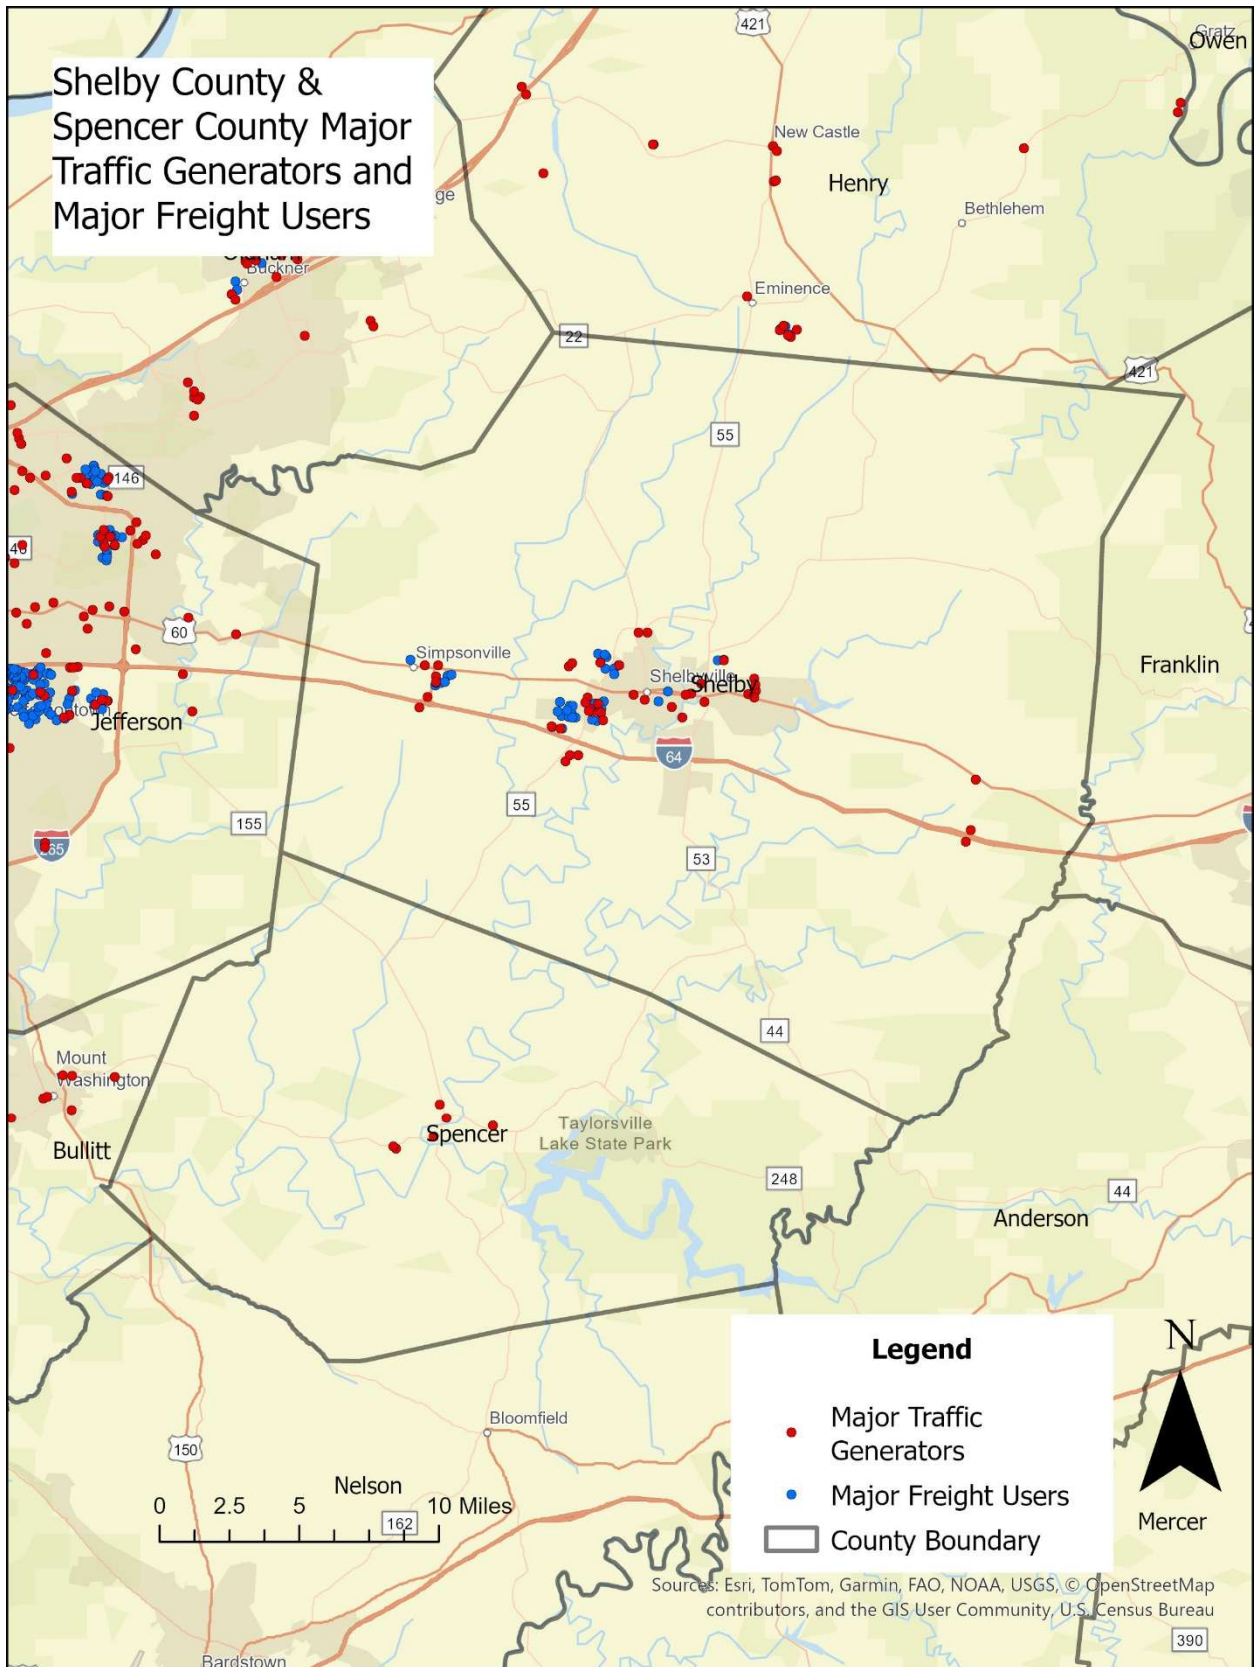 421
Gratz
Owen
Shelby County &
Spencer County Major
Traffic Generators and
Major Freight Users
New Castle
Henry
Bethlehem
ge
Buckner
Eminence
22
421
55
146
60
Simpsonville
Shelbyville
Shelby
Franklin
Jefferson
64
55
155
265
53
44
Mount
Washington
Taylorsville
Lake State Park
Spencer
Bullitt
248
44
Anderson
Legend
N
Major Traffic
Generators
Bloomfield
150
Nelson
0 2.5 5 10 Miles
162
Major Freight Users
Mercer
County Boundary
Sources: Esri, TomTom, Garmin, FAO, NOAA, USGS, © OpenStreetMap
contributors, and the GIS User Community, U.S. Census Bureau
390
Bardstown